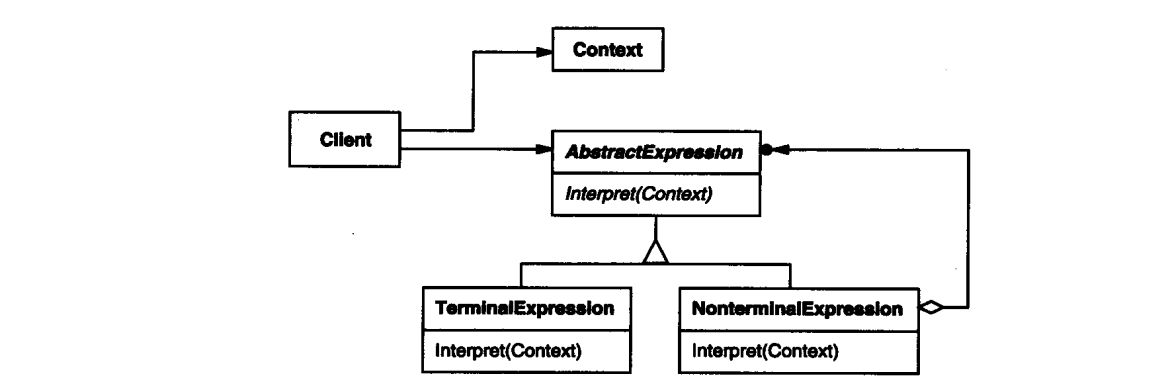 Context
Client
AbstractExpression
Interpret(Context)
TerminalExpression
Interpret(Context)
NonterminalExpression
Interpret(Context)